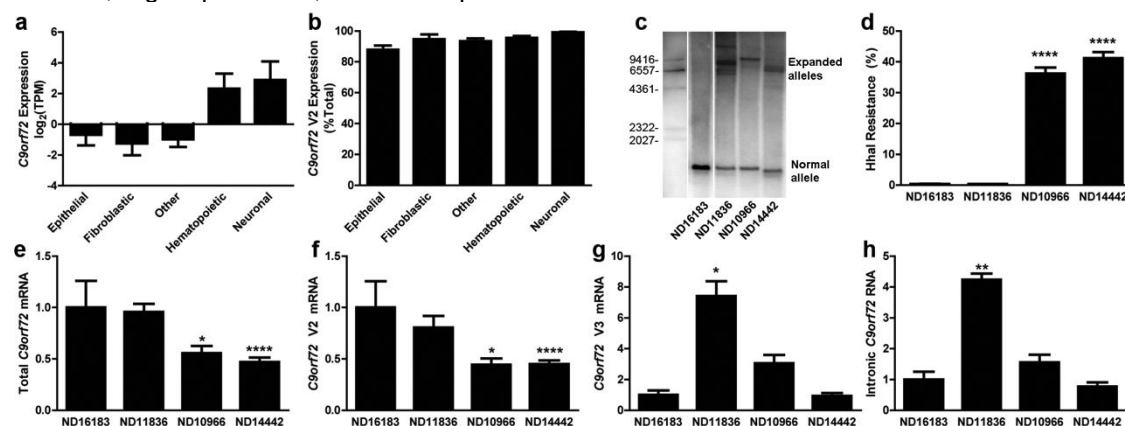 a
C9orf72 Expression
log2(TPM)
4
2
0
-2
-4
Epithelial
Fibroblastic
Other
Hematopoietic
Neuronal
b
C9orf72 V2 Expression
(%Total)
100
80
60
40
20
0
Epithelial
Fibroblastic
Other
Hematopoietic
Neuronal
c
9416-
6557-
4361-
2322-
2027-
Expanded
alleles
Normal
allele
ND16183
ND11836
ND10966
ND14442
d
HhaI Resistance (%)
50
40
30
20
10
0
****
****
ND16183 ND11836 ND10966 ND14442
e
Total C9orf72 mRNA
1.5
1.0
0.5
0.0
*
****
ND16183 ND11836 ND10966 ND14442
f
C9orf72 V2 mRNA
1.5
1.0
0.5
0.0
*
****
ND16183 ND11836 ND10966 ND14442
g
C9orf72 V3 mRNA
10
8
6
4
2
0
*
ND16183 ND11836 ND10966 ND14442
h
Intronic C9orf72 RNA
5
4
3
2
1
0
**
ND16183 ND11836 ND10966 ND14442